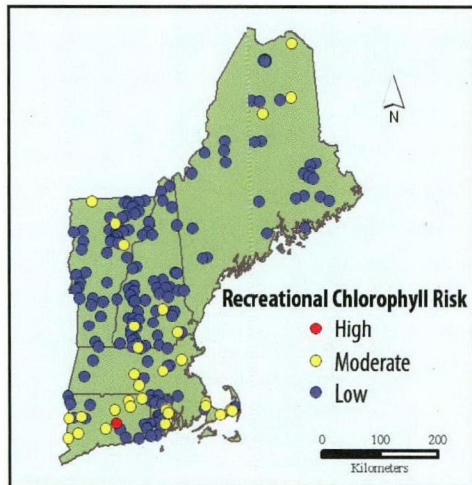 N
Recreational Chlorophyll Risk
High
Moderate
Low
0 100 200
Kilometers